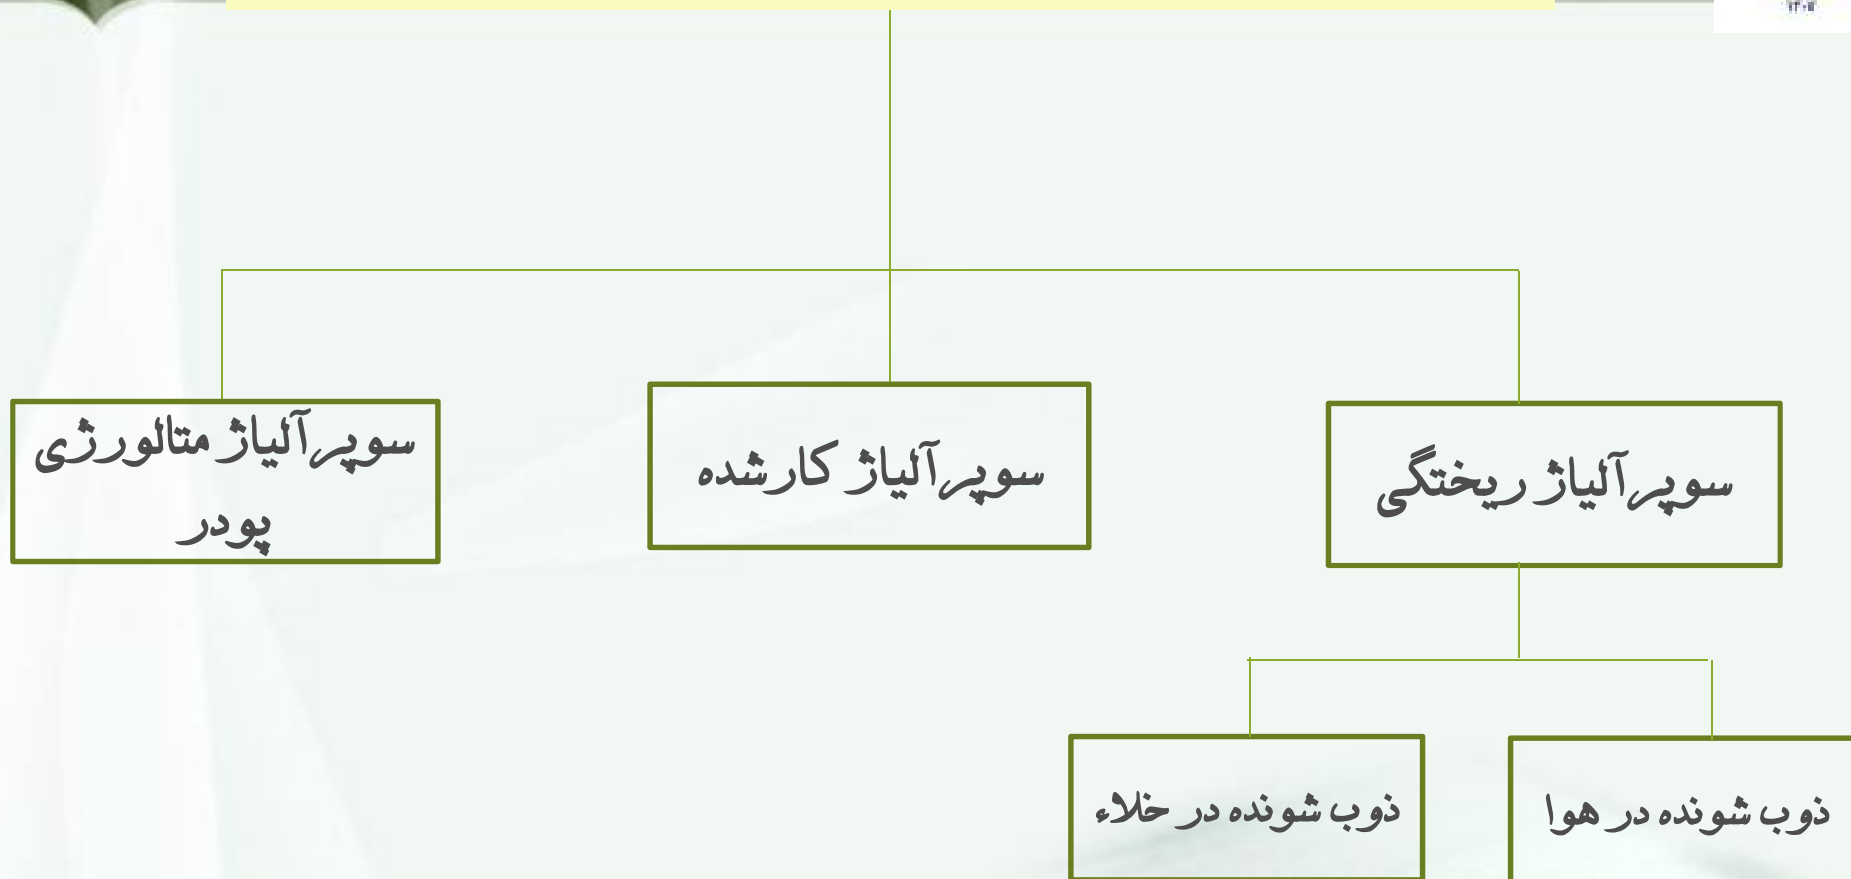 سوپرآلیاژ ریختگی
سوپرآلیاژ کارشده
سوپرآلیاژ متالورژی
پودر
ذوب شونده در هوا
ذوب شونده در خلاء